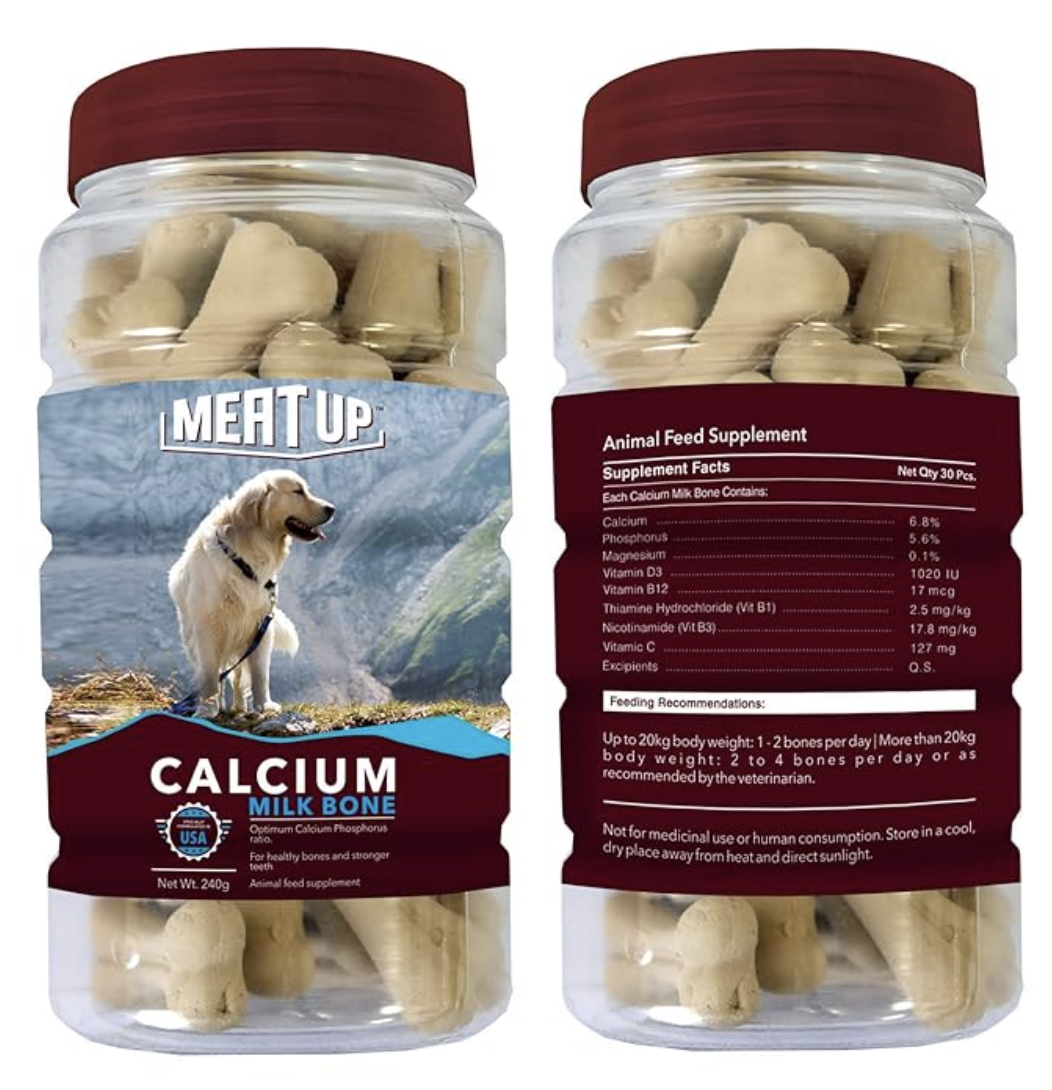 MEAT UP™
CALCIUM
MILK BONE
SPECIALLY
FORMULATED IN
USA
Optimum Calcium Phosphorus
ratio.
For healthy bones and stronger
teeth
Net Wt. 240g
Animal feed supplement
Animal Feed Supplement
Supplement Facts Net Qty 30 Pcs.
Each Calcium Milk Bone Contains:
Calcium 6.8%
Phosphorus 5.6%
Magnesium 0.1%
Vitamin D3 1020 IU
Vitamin B12 17 mcg
Thiamine Hydrochloride (Vit B1) 2.5 mg/kg
Nicotinamide (Vit B3) 17.8 mg/kg
Vitamic C 127 mg
Excipients Q.S.
Feeding Recommendations:
Up to 20kg body weight: 1 - 2 bones per day | More than 20kg
body weight: 2 to 4 bones per day or as
recommended by the veterinarian.
Not for medicinal use or human consumption. Store in a cool,
dry place away from heat and direct sunlight.